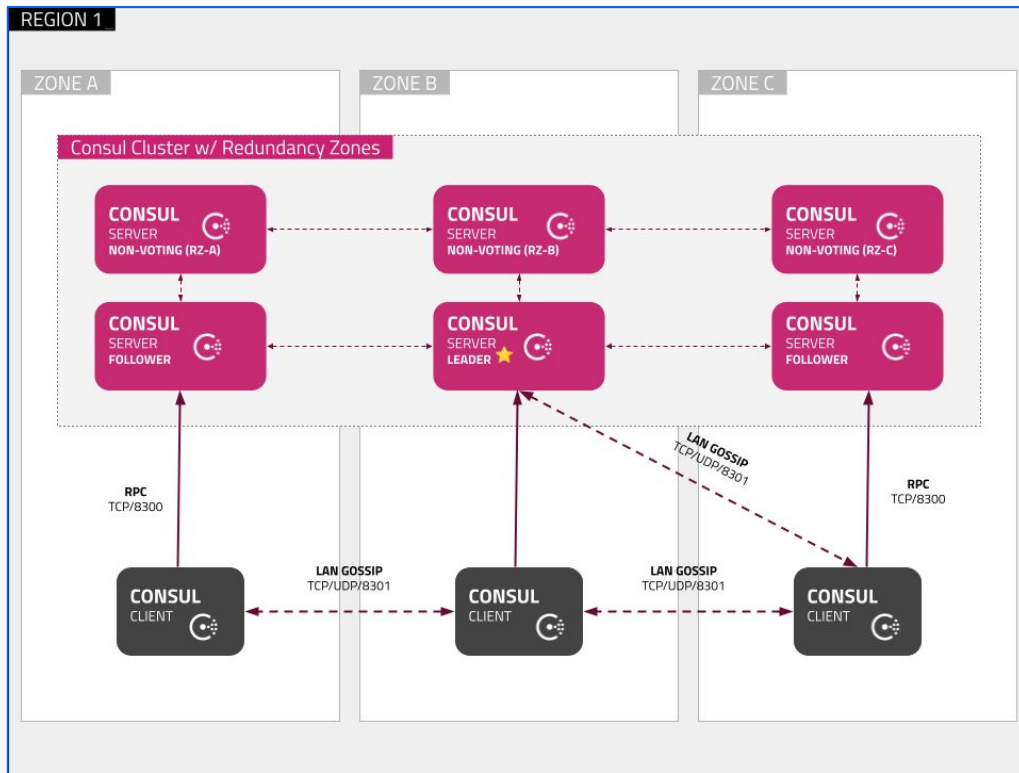 REGION 1
ZONE A
ZONE B
ZONE C
Consul Cluster w/ Redundancy Zones
CONSUL
SERVER
NON-VOTING (RZ-A)
CONSUL
SERVER
NON-VOTING (RZ-B)
CONSUL
SERVER
NON-VOTING (RZ-C)
CONSUL
SERVER
FOLLOWER
CONSUL
SERVER
LEADER
CONSUL
SERVER
FOLLOWER
LAN GOSSIP
TCP/UDP/8301
RPC
TCP/8300
RPC
TCP/8300
LAN GOSSIP
TCP/UDP/8301
LAN GOSSIP
TCP/UDP/8301
CONSUL
CLIENT
CONSUL
CLIENT
CONSUL
CLIENT